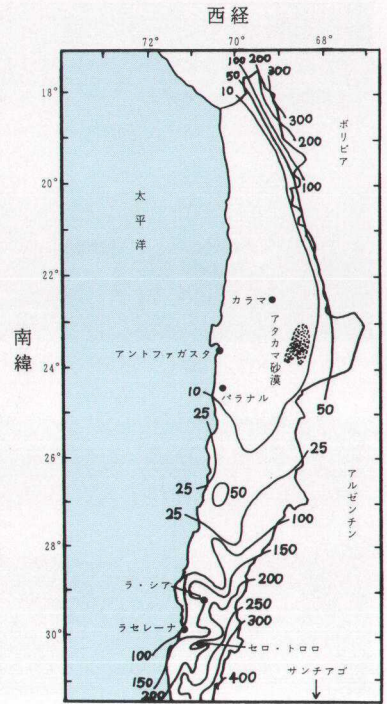 西経
72°
70°
68°
100
200
50
300
10
18°
300
200
ボリビア
100
20°
太平洋
22°
カラマ
アタカマ砂漠
南緯
アントファガスタ
24°
パラナル
10
50
25
25
アルゼンチン
26°
25
50
25
100
28°
150
ラ・シア
200
250
300
ラセレーナ
30°
100
セロ・トロロ
サンチアゴ
150
400
200